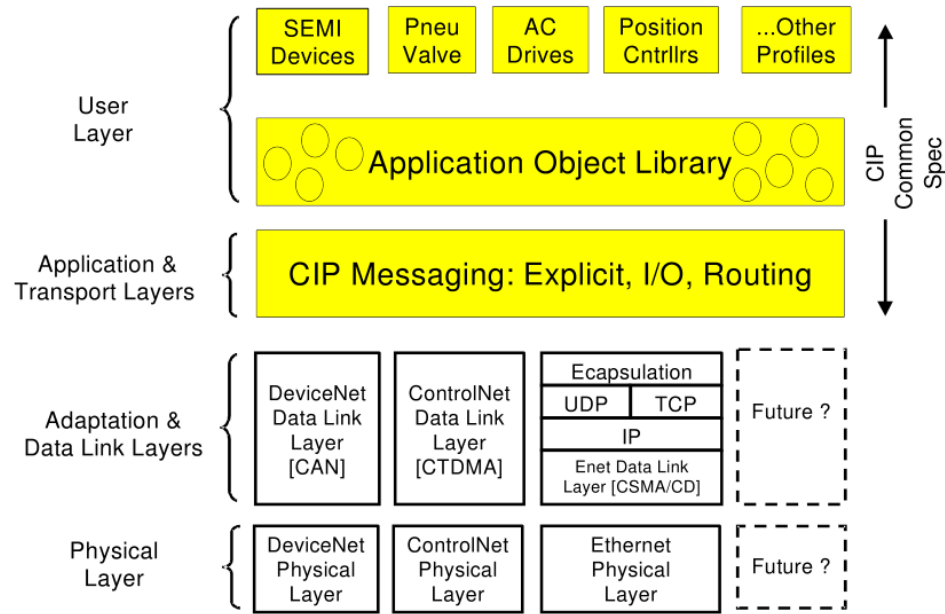 SEMI
Devices
Pneu
Valve
AC
Drives
Position
Cntrllrs
...Other
Profiles
User
Layer
Application Object Library
CIP
Common
Spec
Application &
Transport Layers
CIP Messaging: Explicit, I/O, Routing
Adaptation &
Data Link Layers
DeviceNet
Data Link
Layer
[CAN]
ControlNet
Data Link
Layer
[CTDMA]
Ecapsulation
UDP
TCP
IP
Enet Data Link
Layer [CSMA/CD]
Future ?
Physical
Layer
DeviceNet
Physical
Layer
ControlNet
Physical
Layer
Ethernet
Physical
Layer
Future ?